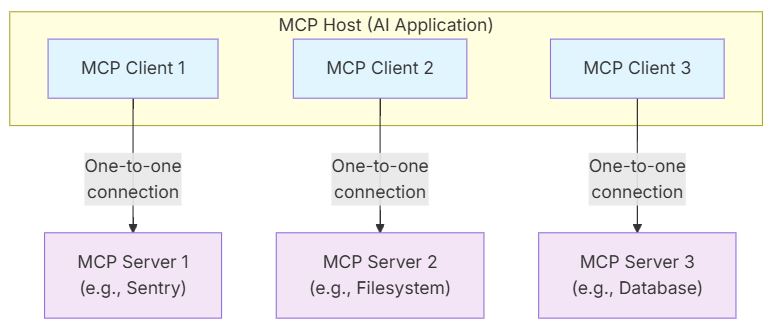 MCP Host (AI Application)
MCP Client 1
MCP Client 2
MCP Client 3
One-to-one
connection
One-to-one
connection
One-to-one
connection
MCP Server 1
(e.g., Sentry)
MCP Server 2
(e.g., Filesystem)
MCP Server 3
(e.g., Database)